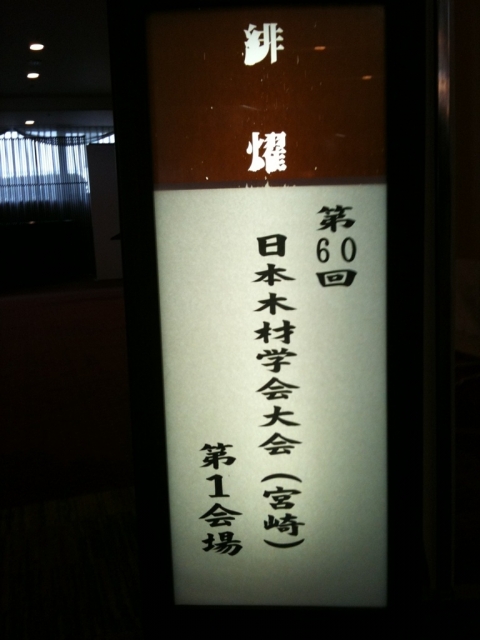 緋燿
第60回
日本木材学会大会(宮崎)
第1会場